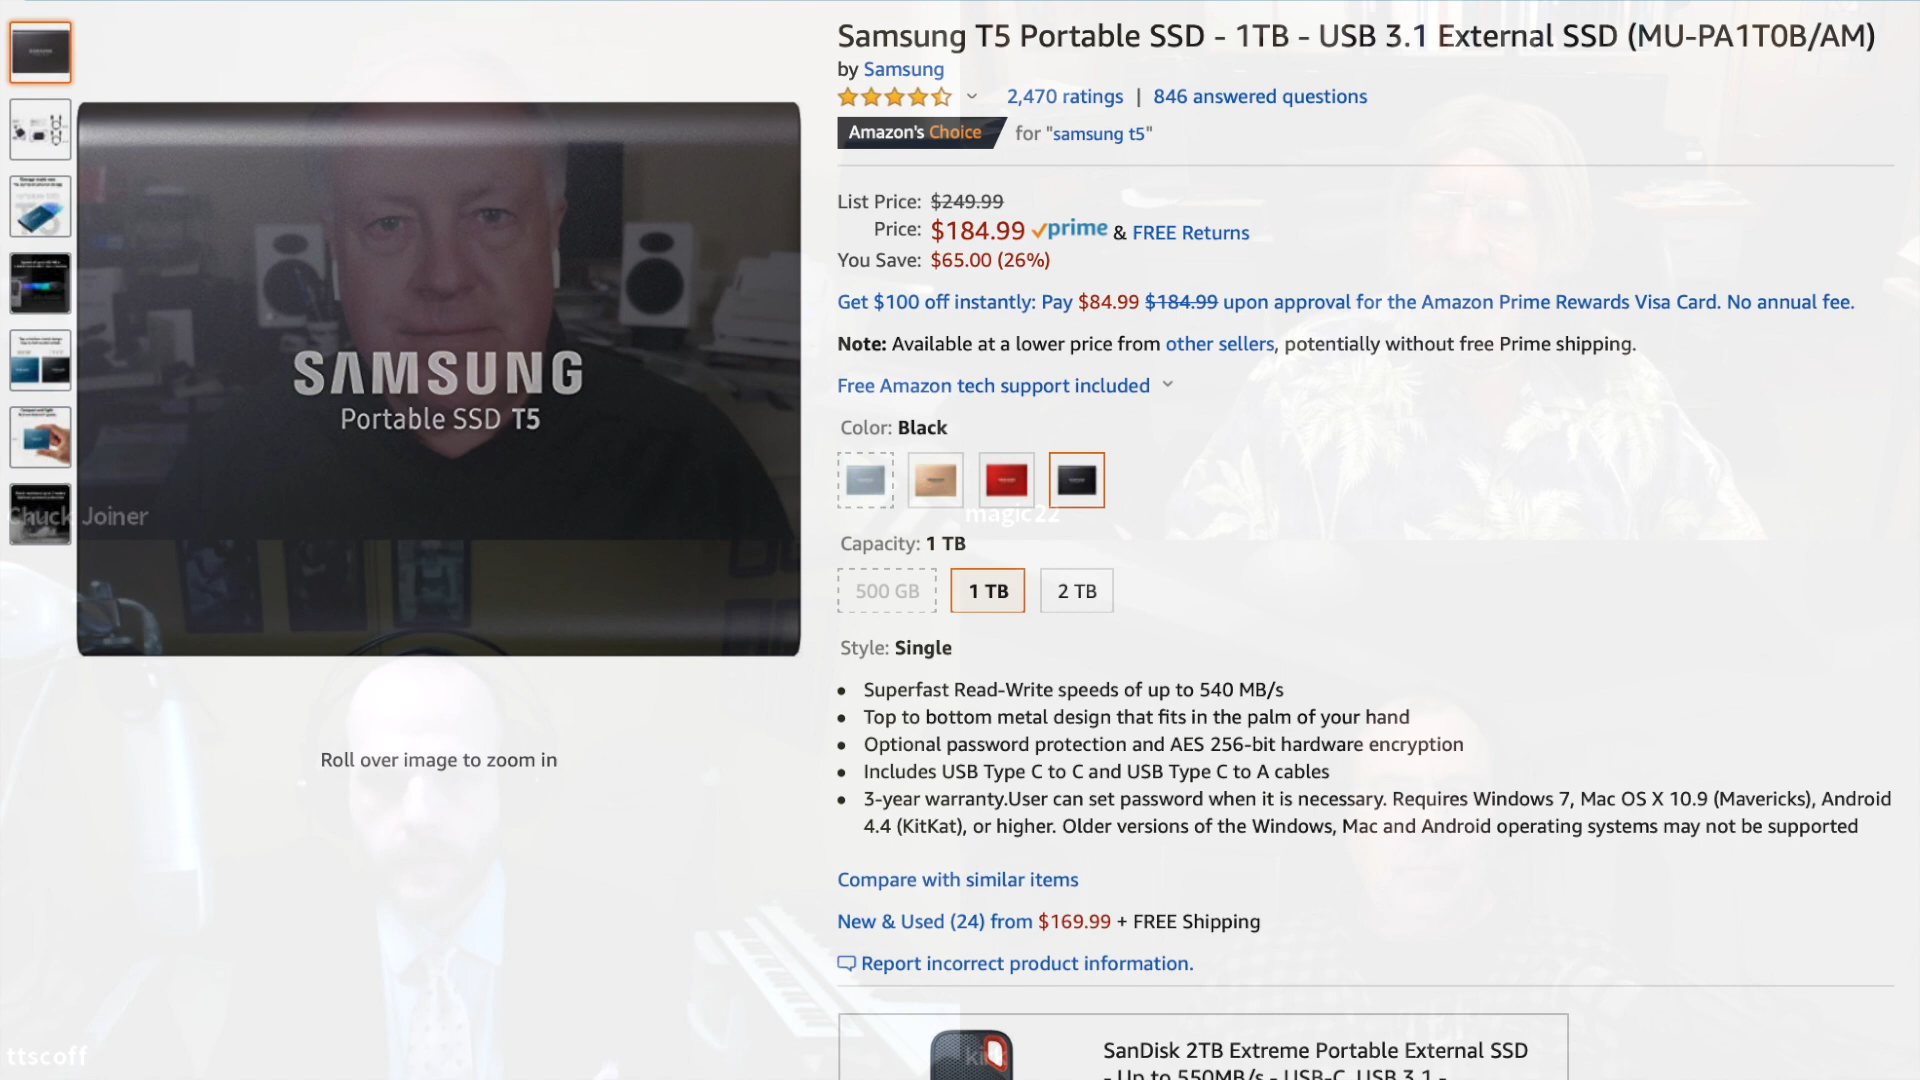 Samsung T5 Portable SSD - 1TB - USB 3.1 External SSD (MU-PA1T0B/AM)
by Samsung
2,470 ratings | 846 answered questions
Amazon's Choice for "samsung t5"
List Price: $249.99
Price: $184.99 prime & FREE Returns
You Save: $65.00 (26%)
Get $100 off instantly: Pay $84.99 $184.99 upon approval for the Amazon Prime Rewards Visa Card. No annual fee.
Note: Available at a lower price from other sellers, potentially without free Prime shipping.
Free Amazon tech support included
SAMSUNG
Portable SSD T5
Color: Black
Chuck Joiner
magic22
Capacity: 1 TB
500 GB 1 TB 2 TB
Style: Single
Superfast Read-Write speeds of up to 540 MB/s
Top to bottom metal design that fits in the palm of your hand
Optional password protection and AES 256-bit hardware encryption
Includes USB Type C to C and USB Type C to A cables
3-year warranty.User can set password when it is necessary. Requires Windows 7, Mac OS X 10.9 (Mavericks), Android
4.4 (KitKat), or higher. Older versions of the Windows, Mac and Android operating systems may not be supported
Roll over image to zoom in
Compare with similar items
New & Used (24) from $169.99 + FREE Shipping
Report incorrect product information.
ttscoff
SanDisk 2TB Extreme Portable External SSD
- Up to 550MB/s - USB-C, USB 3.1 -